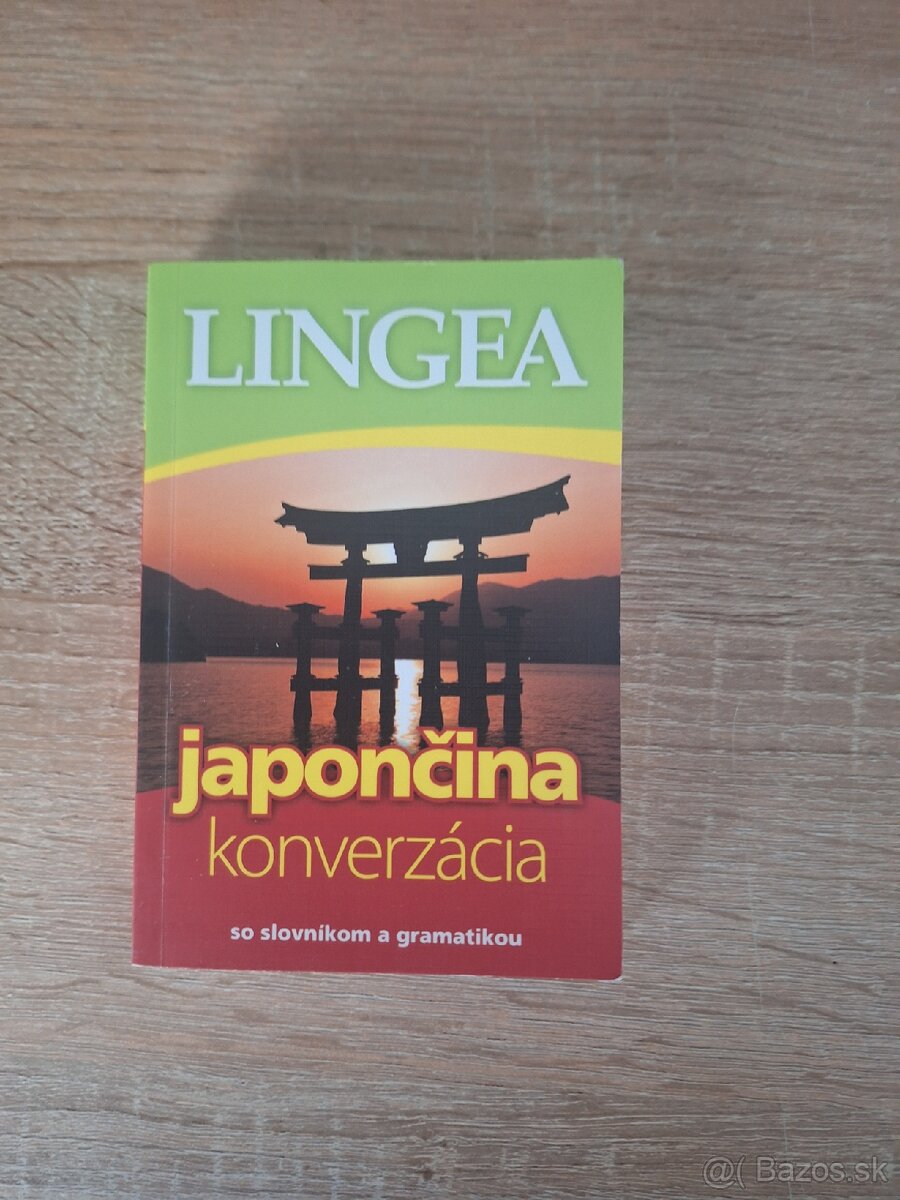 LINGEA
japončina
konverzácia
so slovníkom a gramatikou
@( Bazos.sk